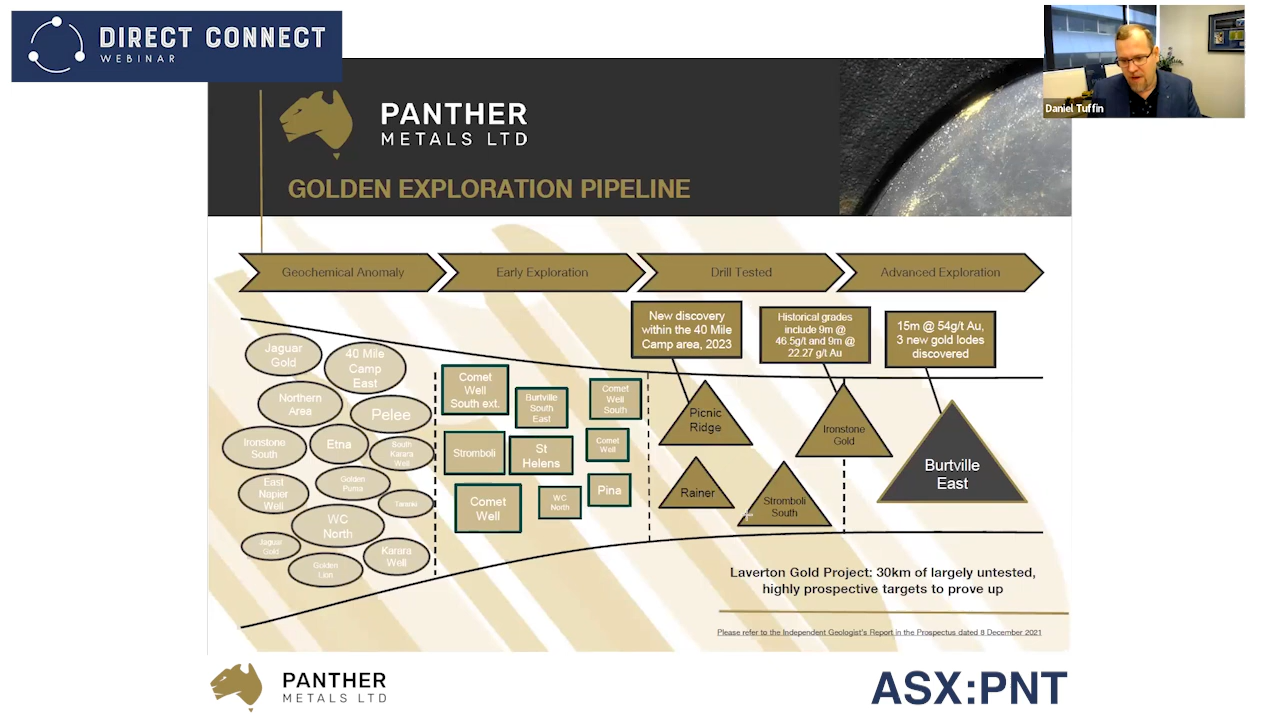 DIRECT CONNECT
WEBINAR
Daniel Tuffin
PANTHER
METALS LTD
GOLDEN EXPLORATION PIPELINE
Geochemical Anomaly
Early Exploration
Drill Tested
Advanced Exploration
New discovery
within the 40 Mile
Camp area, 2023
Historical grades
include 9m @
46.5g/t and 9m @
22.27 g/t Au
15m @ 54g/t Au,
3 new gold lodes
discovered
Jaguar
Gold
40 Mile
Camp
East
Northern
Area
Pelee
Ironstone
South
Etna
South
Karara
Well
East
Napier
Well
Golden
Puma
Taranki
WC
North
Jaguar
Gold
Golden
Lion
Karara
Well
Comet
Well
South ext.
Burtville
South
East
Comet
Well
South
Stromboli
St
Helens
Comet
Well
Comet
Well
WC
North
Pina
Picnic
Ridge
Rainer
Stromboli
South
Ironstone
Gold
Burtville
East
Laverton Gold Project: 30km of largely untested,
highly prospective targets to prove up
Please refer to the Independent Geologist's Report in the Prospectus dated 8 December 2021
PANTHER
METALS LTD
ASX:PNT